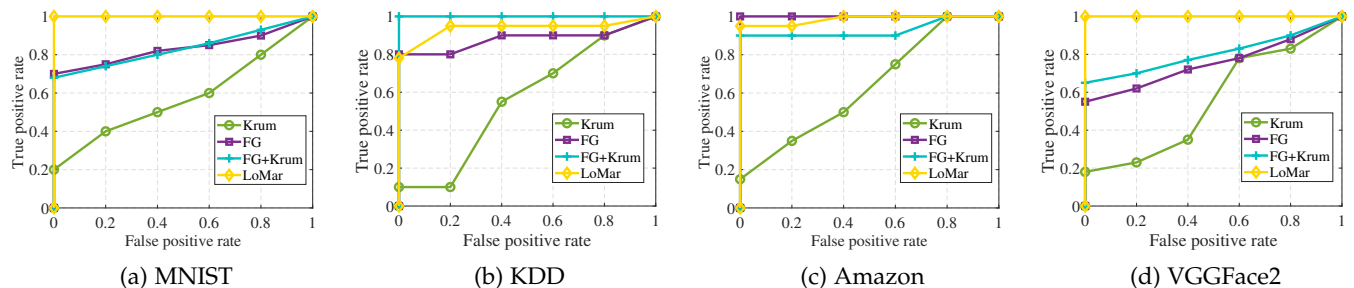 1
0.8
0.6
0.4
0.2
0
0 0.2 0.4 0.6 0.8 1
True positive rate
False positive rate
Krum
FG
FG+Krum
LoMar
(a) MNIST
1
0.8
0.6
0.4
0.2
0
0 0.2 0.4 0.6 0.8 1
True positive rate
False positive rate
Krum
FG
FG+Krum
LoMar
(b) KDD
1
0.8
0.6
0.4
0.2
0
0 0.2 0.4 0.6 0.8 1
True positive rate
False positive rate
Krum
FG
FG+Krum
LoMar
(c) Amazon
1
0.8
0.6
0.4
0.2
0
0 0.2 0.4 0.6 0.8 1
True positive rate
False positive rate
Krum
FG
FG+Krum
LoMar
(d) VGGFace2